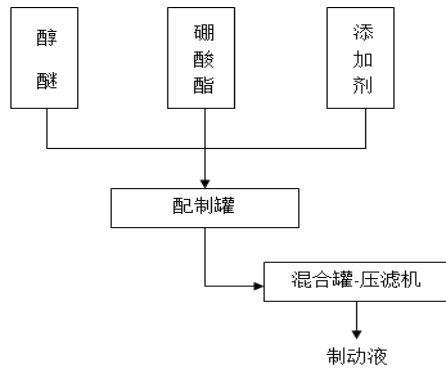 醇醚
硼酸酯
添加剂
配制罐
混合罐-压滤机
制动液